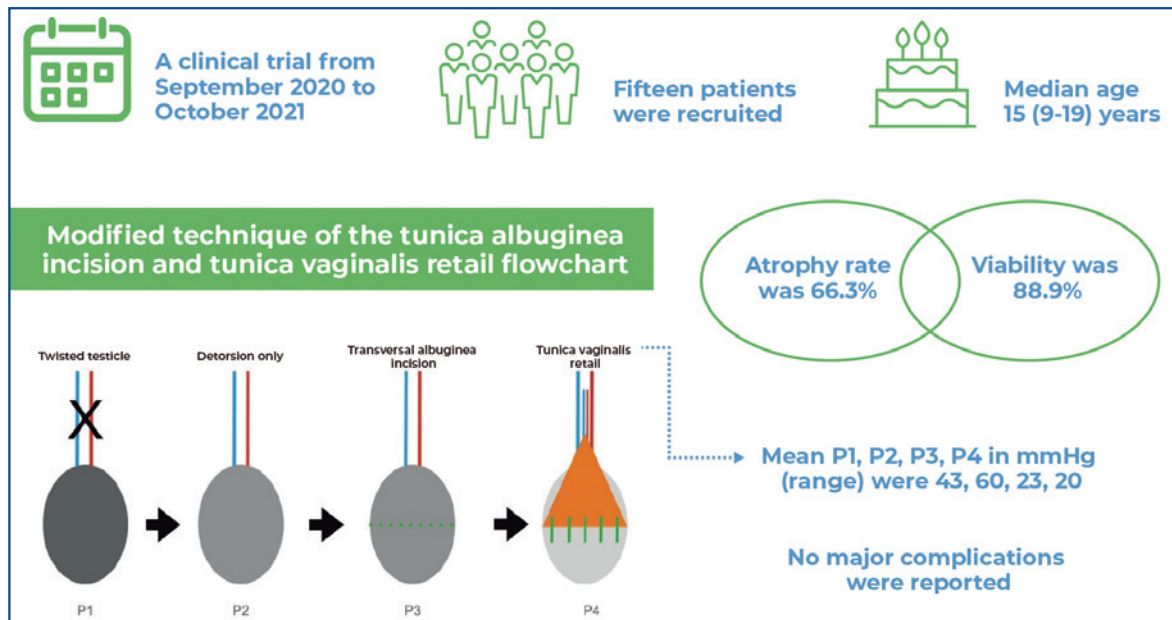 A clinical trial from
September 2020 to
October 2021
Fifteen patients
were recruited
Median age
15 (9-19) years
Modified technique of the tunica albuginea
incision and tunica vaginalis retail flowchart
Atrophy rate
was 66.3%
Viability was
88.9%
Twisted testicle
Detorsion only
Transversal albuginea
incision
Tunica vaginalis
retail
X
P1
P2
P3
P4
Mean P1, P2, P3, P4 in mmHg
(range) were 43, 60, 23, 20
No major complications
were reported